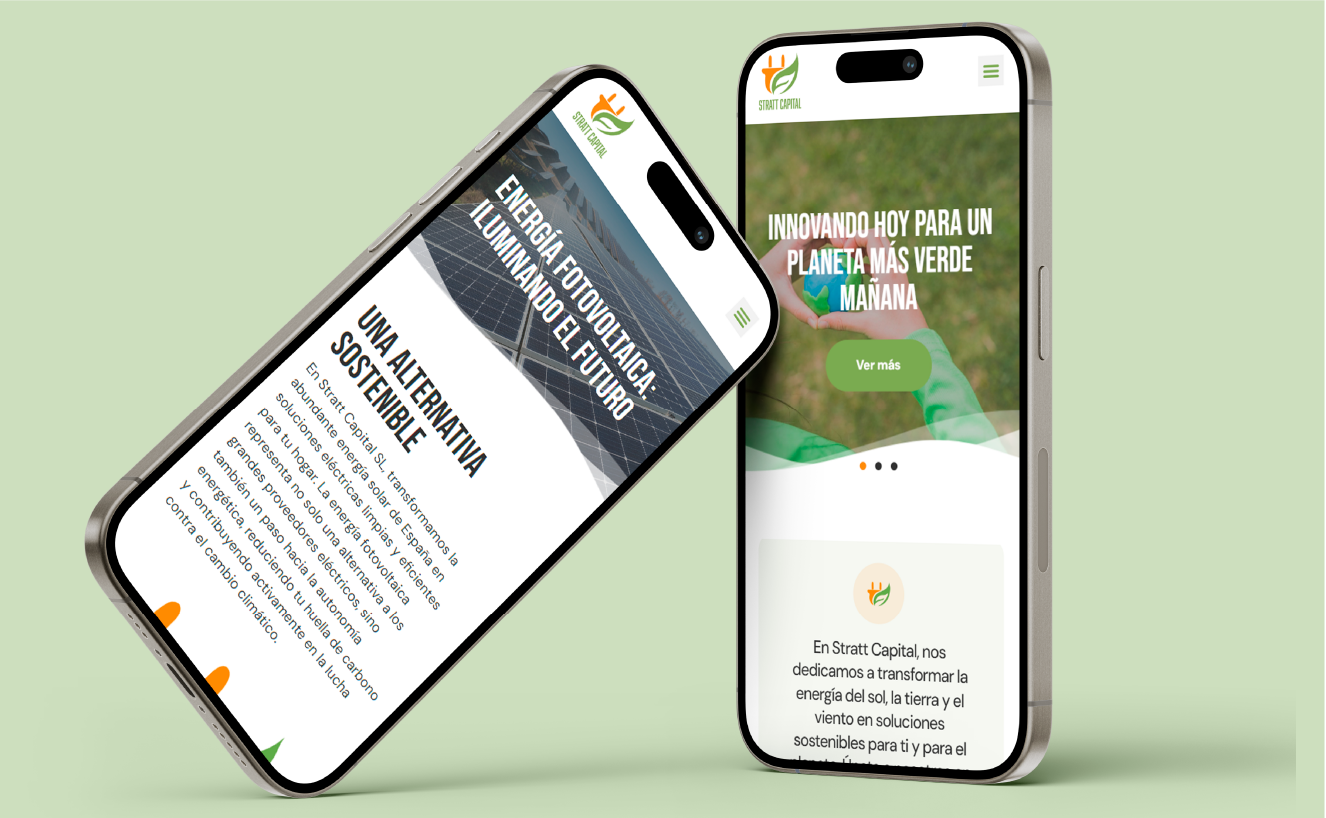 STRATT CAPITAL
ENERGÍA FOTOVOLTAICA:
ILUMINANDO EL FUTURO
UNA ALTERNATIVA
SOSTENIBLE
En Stratt Capital SL, transformamos la
abundante energía solar de España en
soluciones eléctricas limpias y eficientes
para tu hogar. La energía fotovoltaica
representa no solo una alternativa a los
grandes proveedores eléctricos, sino
también un paso hacia la autonomía
energética, reduciendo tu huella de carbono
y contribuyendo activamente en la lucha
contra el cambio climático.
STRATT CAPITAL
INNOVANDO HOY PARA UN
PLANETA MÁS VERDE
MAÑANA
Ver más
En Stratt Capital, nos
dedicamos a transformar la
energía del sol, la tierra y el
viento en soluciones
sostenibles para ti y para el